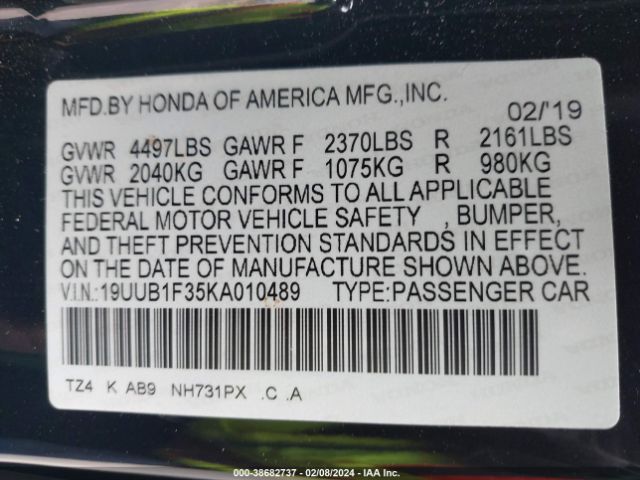 MFD.BY HONDA OF AMERICA MFG.,INC.
02/'19
GVWR 4497LBS GAWR F 2370LBS R 2161LBS
GVWR 2040KG GAWR F 1075KG R 980KG
THIS VEHICLE CONFORMS TO ALL APPLICABLE
FEDERAL MOTOR VEHICLE SAFETY , BUMPER,
AND THEFT PREVENTION STANDARDS IN EFFECT
ON THE DATE OF MANUFACTURE SHOWN ABOVE.
V.I.N.:19UUB1F35KA010489 TYPE:PASSENGER CAR
TZ4 K AB9 NH731PX .C .A
000-38682737 - 02/08/2024 - IAA Inc.